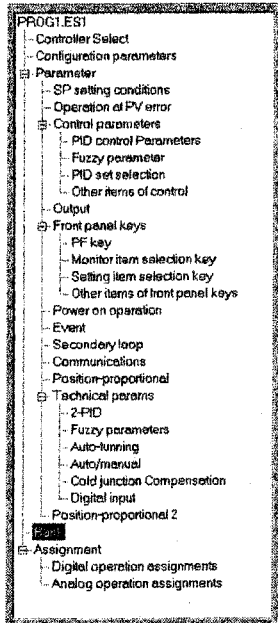 PROG1.ES1
Controller Select
Configuration parameters
Parameter
SP setting conditions
Operation at PV error
Control parameters
PID control Parameters
Fuzzy parameter
PID set selection
Other items of control
Output
Front panel keys
PF key
Monitor item selection key
Setting item selection key
Other items of front panel keys
Power on operation
Event
Secondary loop
Communications
Position-proportional
Technical params
2-PID
Fuzzy parameters
Auto-tunning
Auto/manual
Cold junction Compensation
Digital input
Position-proportional 2
Assignment
Digital operation assignments
Analog operation assignments